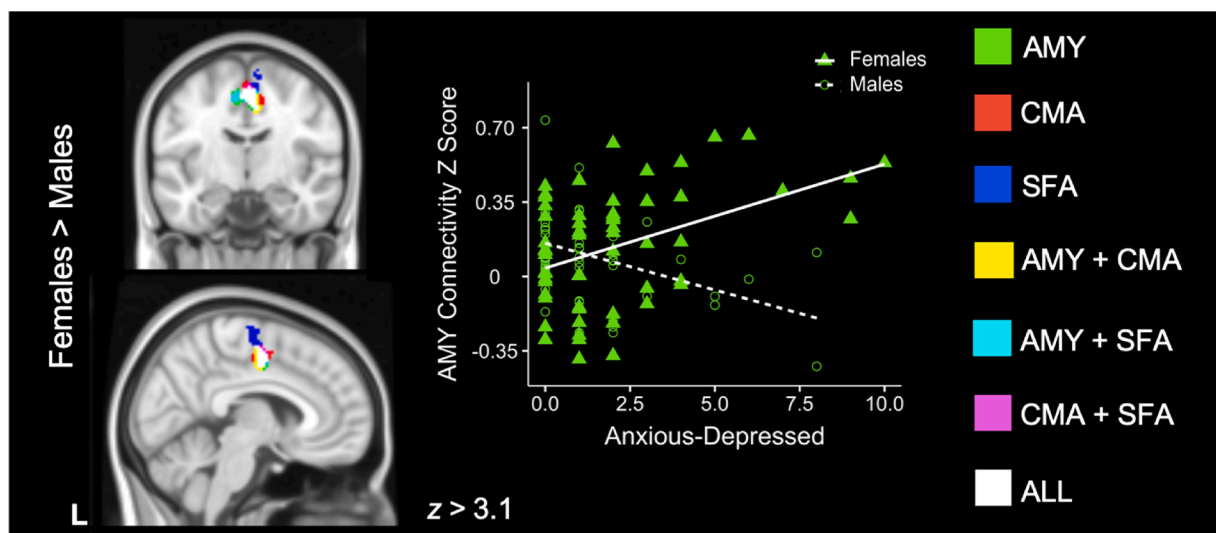 Females > Males
L
z > 3.1
Females
Males
AMY Connectivity Z Score
0.70
0.35
0
-0.35
0.0 2.5 5.0 7.5 10.0
Anxious-Depressed
AMY
CMA
SFA
AMY + CMA
AMY + SFA
CMA + SFA
ALL